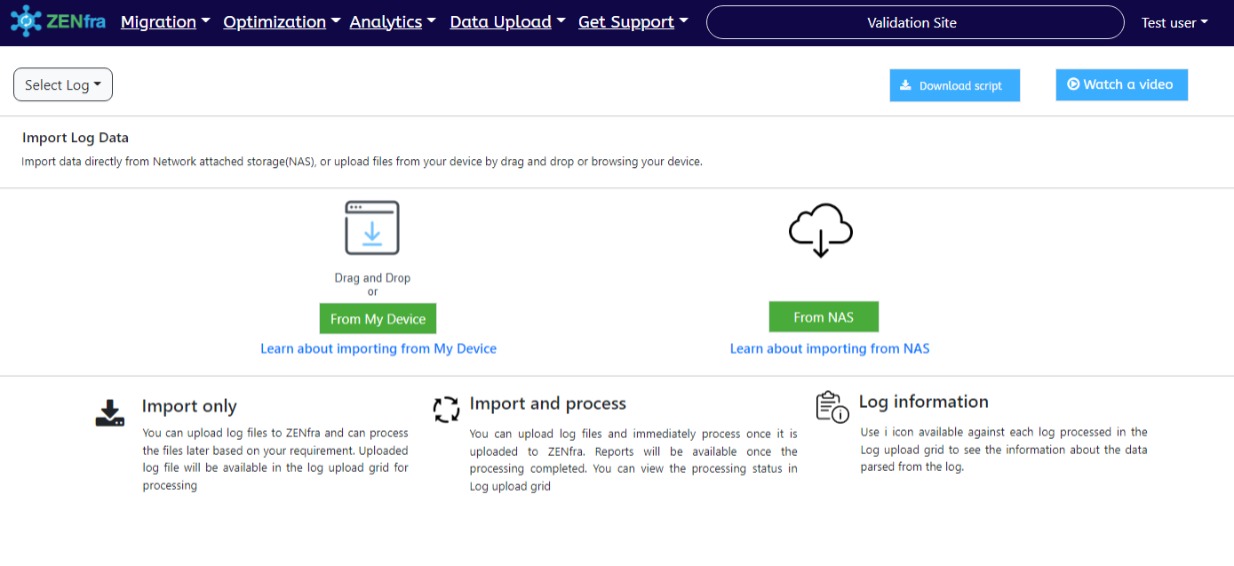 ZENfra Migration Optimization Analytics Data Upload Get Support Validation Site Test user
Select Log Download script Watch a video
Import Log Data
Import data directly from Network attached storage(NAS), or upload files from your device by drag and drop or browsing your device.
Drag and Drop
or
From My Device
Learn about importing from My Device
From NAS
Learn about importing from NAS
Import only
You can upload log files to ZENfra and can process
the files later based on your requirement. Uploaded
log file will be available in the log upload grid for
processing
Import and process
You can upload log files and immediately process once it is
uploaded to ZENfra. Reports will be available once the
processing completed. You can view the processing status in
Log upload grid
Log information
Use i icon available against each log processed in the
Log upload grid to see the information about the data
parsed from the log.